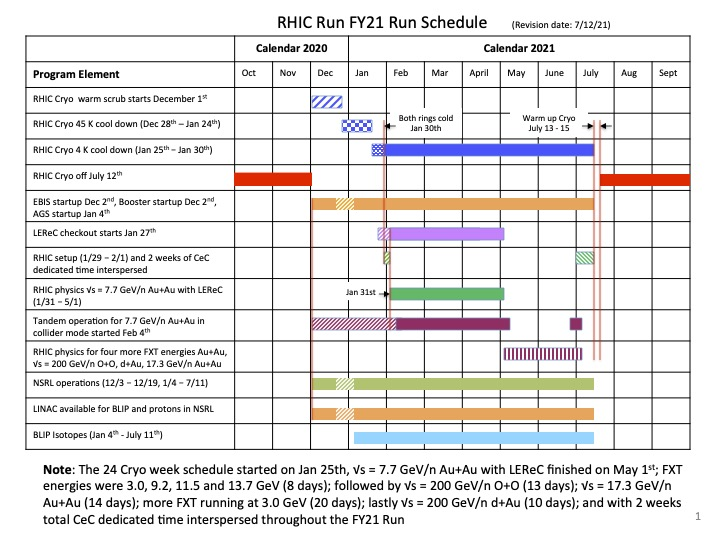 RHIC Run FY21 Run Schedule (Revision date: 7/12/21)
Calendar 2020 Calendar 2021
Program Element Oct Nov Dec Jan Feb Mar April May June July Aug Sept
RHIC Cryo warm scrub starts December 1st
RHIC Cryo 45 K cool down (Dec 28th – Jan 24th)
Both rings cold
Jan 30th
Warm up Cryo
July 13 - 15
RHIC Cryo 4 K cool down (Jan 25th – Jan 30th)
RHIC Cryo off July 12th
EBIS startup Dec 2nd, Booster startup Dec 2nd,
AGS startup Jan 4th
LEReC checkout starts Jan 27th
RHIC setup (1/29 – 2/1) and 2 weeks of CeC
dedicated time interspersed
RHIC physics √s = 7.7 GeV/n Au+Au with LEReC
(1/31 – 5/1)
Jan 31st
Tandem operation for 7.7 GeV/n Au+Au in
collider mode started Feb 4th
RHIC physics for four more FXT energies Au+Au,
√s = 200 GeV/n O+O, d+Au, 17.3 GeV/n Au+Au
NSRL operations (12/3 – 12/19, 1/4 – 7/11)
LINAC available for BLIP and protons in NSRL
BLIP Isotopes (Jan 4th - July 11th)
Note: The 24 Cryo week schedule started on Jan 25th, √s = 7.7 GeV/n Au+Au with LEReC finished on May 1st; FXT
energies were 3.0, 9.2, 11.5 and 13.7 GeV (8 days); followed by √s = 200 GeV/n O+O (13 days); √s = 17.3 GeV/n
Au+Au (14 days); more FXT running at 3.0 GeV (20 days); lastly √s = 200 GeV/n d+Au (10 days); and with 2 weeks
total CeC dedicated time interspersed throughout the FY21 Run
1